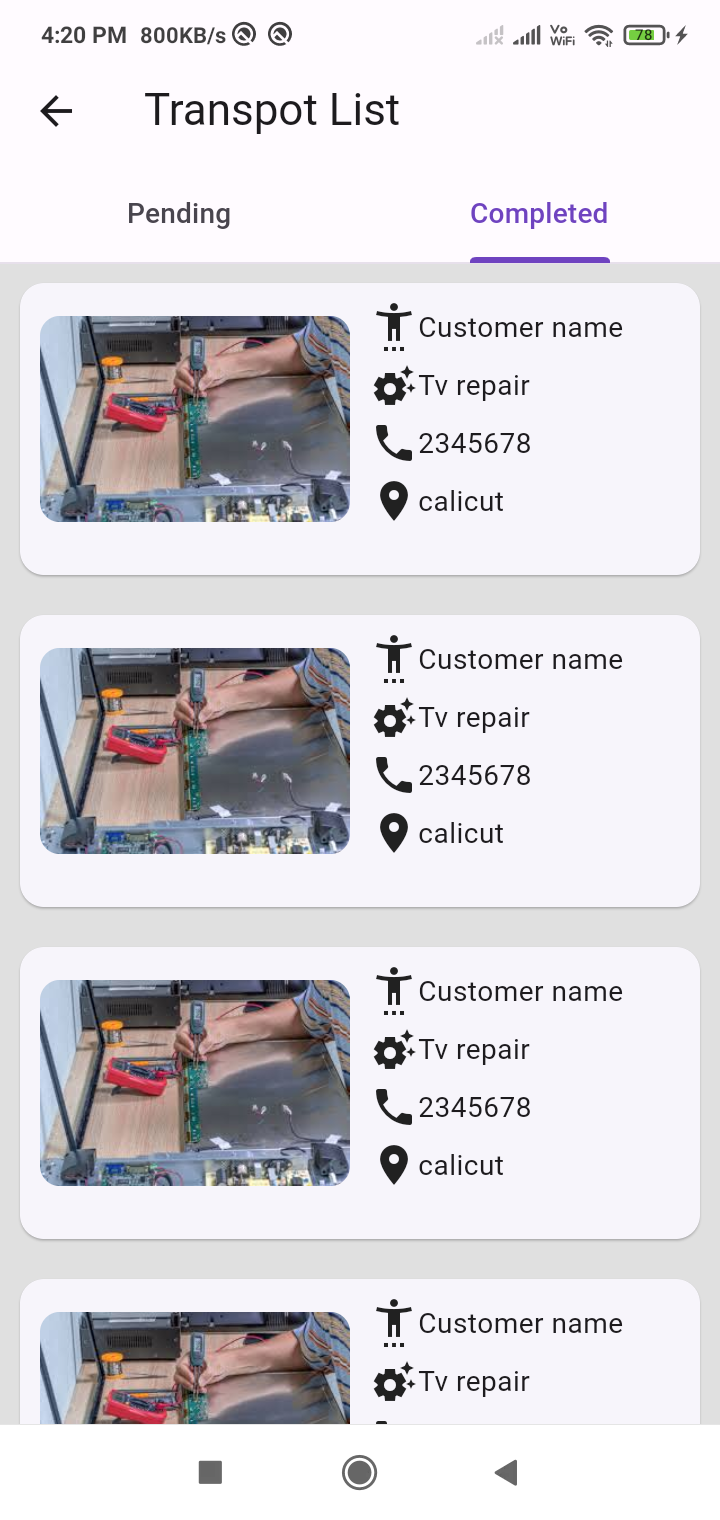 4:20 PM 800KB/s Vo WiFi 78
Transpot List
Pending Completed
Customer name
Tv repair
2345678
calicut
Customer name
Tv repair
2345678
calicut
Customer name
Tv repair
2345678
calicut
Customer name
Tv repair